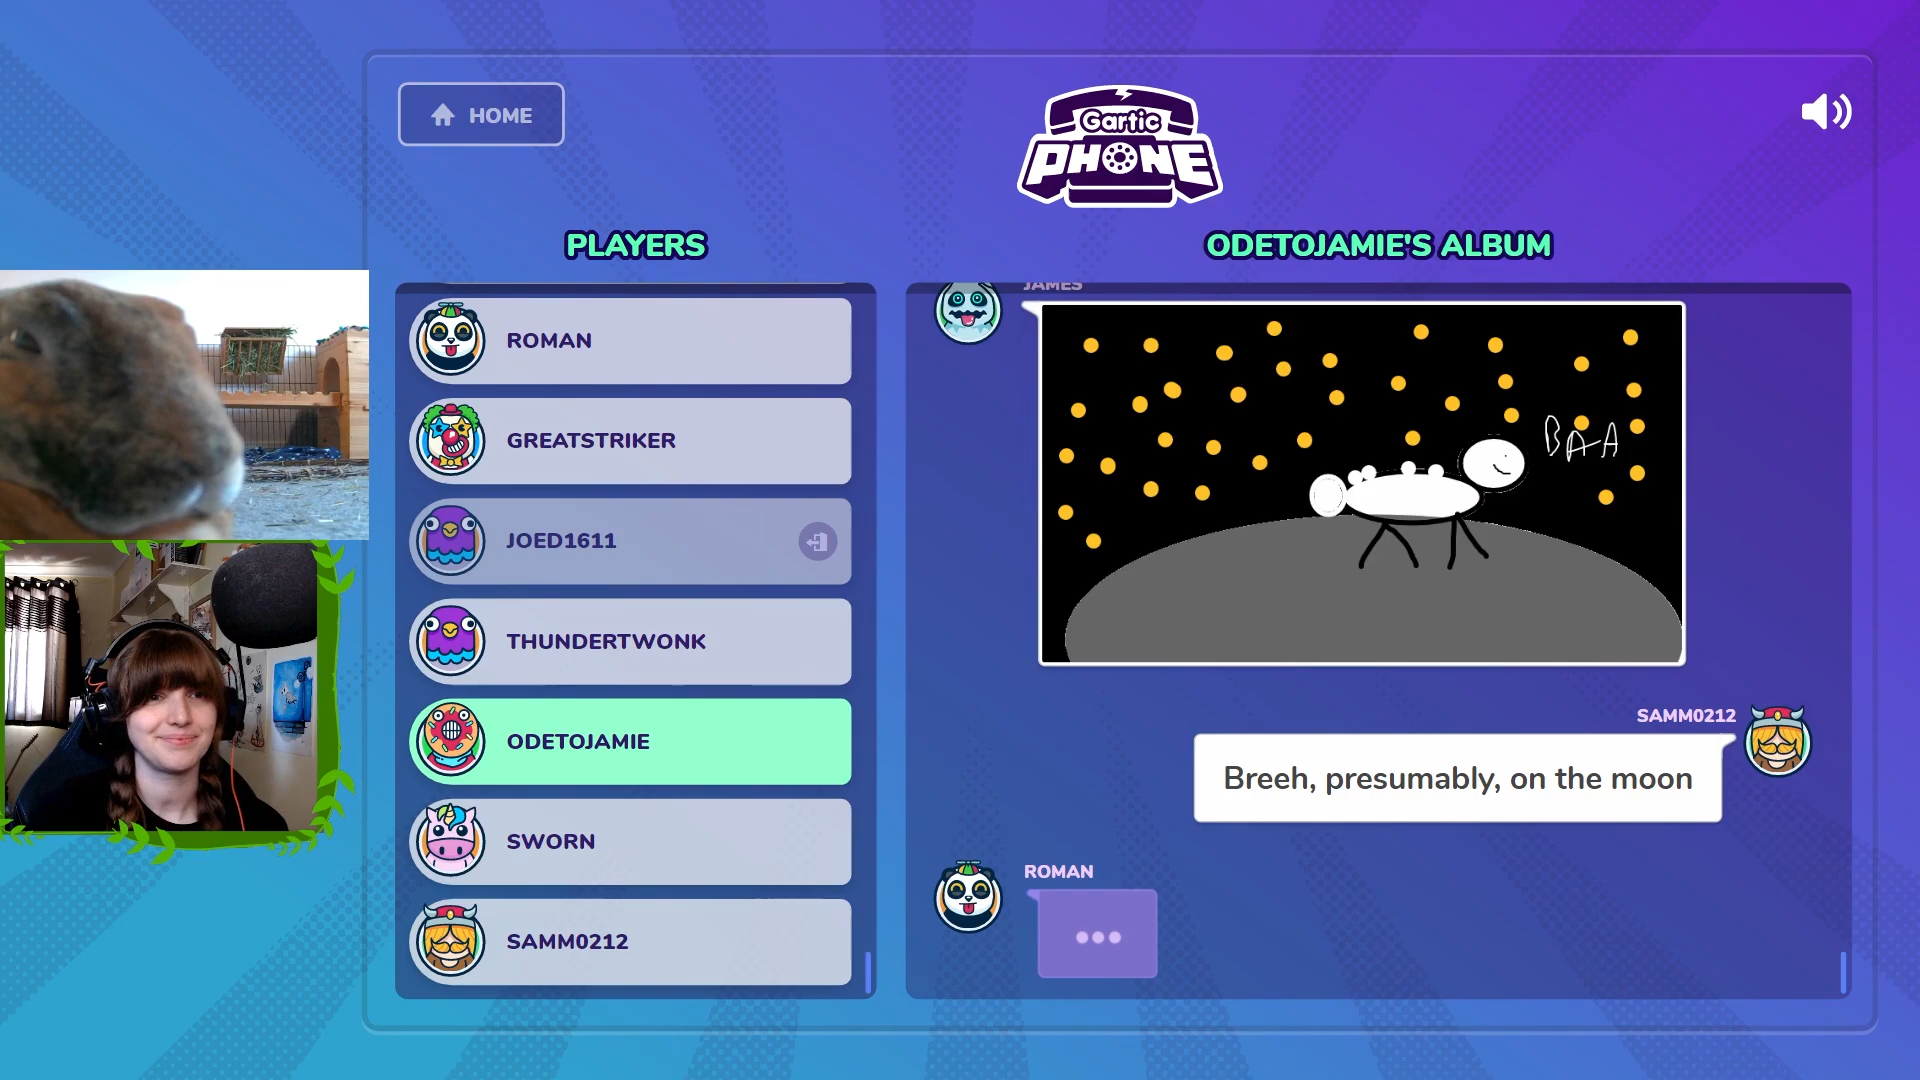 HOME
Gartic
PHONE
PLAYERS
ROMAN
GREATSTRIKER
JOED1611
THUNDERTWONK
ODETOJAMIE
SWORN
SAMM0212
ODETOJAMIE'S ALBUM
JAMES
BAA
SAMM0212
Breeh, presumably, on the moon
ROMAN